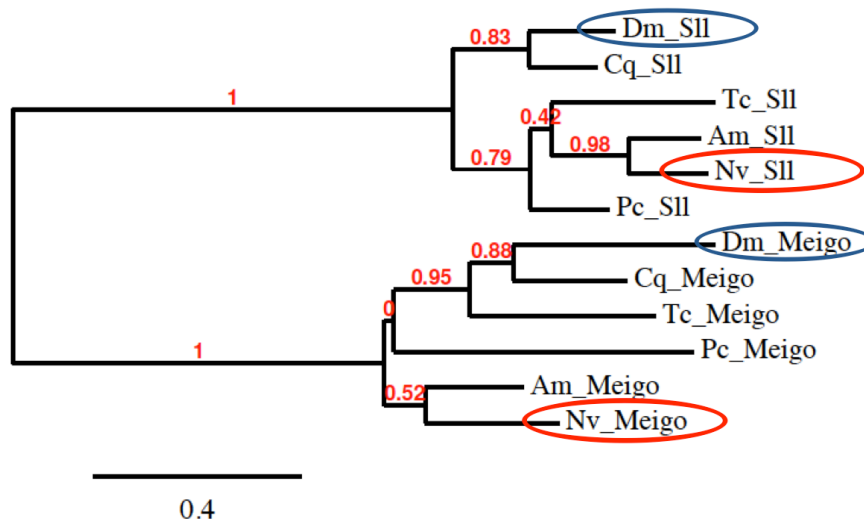 Dm_Sll
0.83
Cq_Sll
1
Tc_Sll
0.42
Am_Sll
0.98
0.79
Nv_Sll
Pc_Sll
Dm_Meigo
0.88
Cq_Meigo
0.95
Tc_Meigo
0
Pc_Meigo
1
Am_Meigo
0.52
Nv_Meigo
0.4